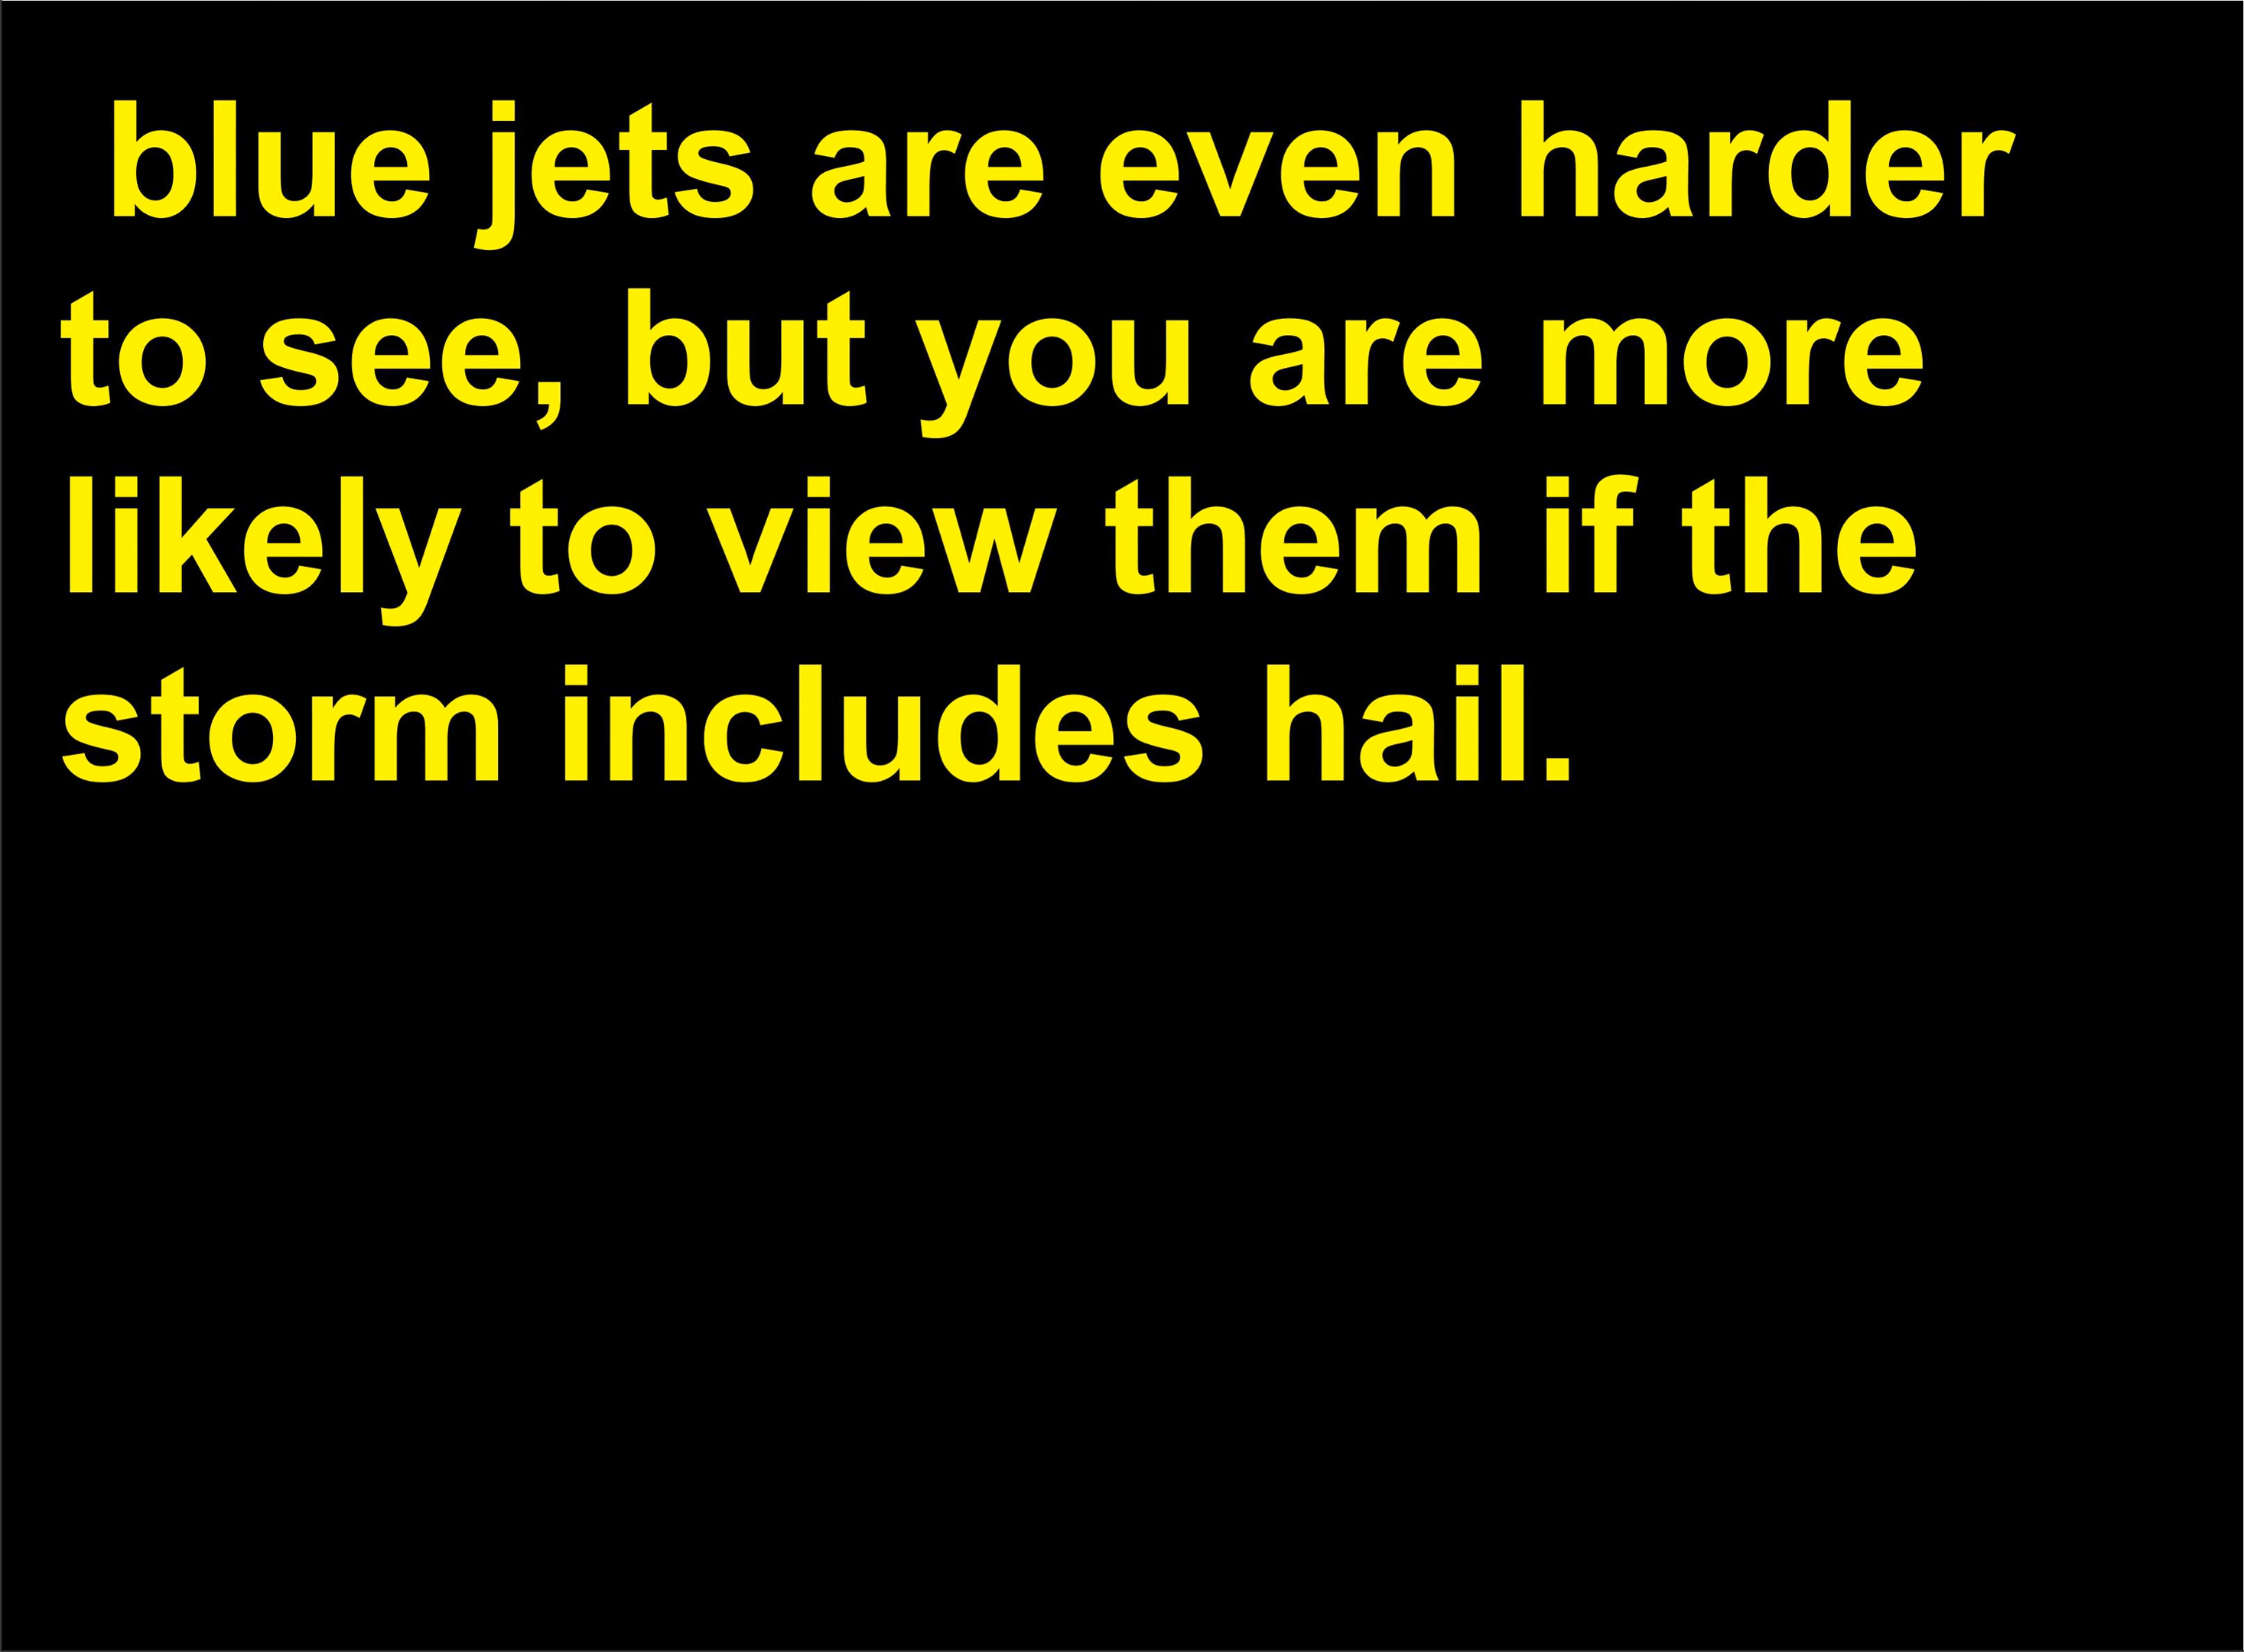 blue jets are even harder
to see, but you are more
likely to view them if the
storm includes hail.